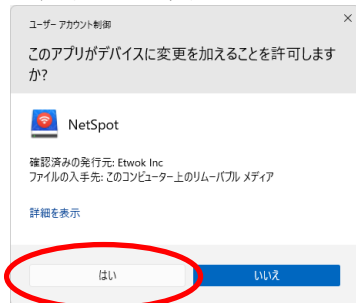 ユーザー アカウント制御
このアプリがデバイスに変更を加えることを許可します
か?
NetSpot
確認済みの発行元: Etwok Inc
ファイルの入手先: このコンピューター上のリムーバブル メディア
詳細を表示
はい
いいえ